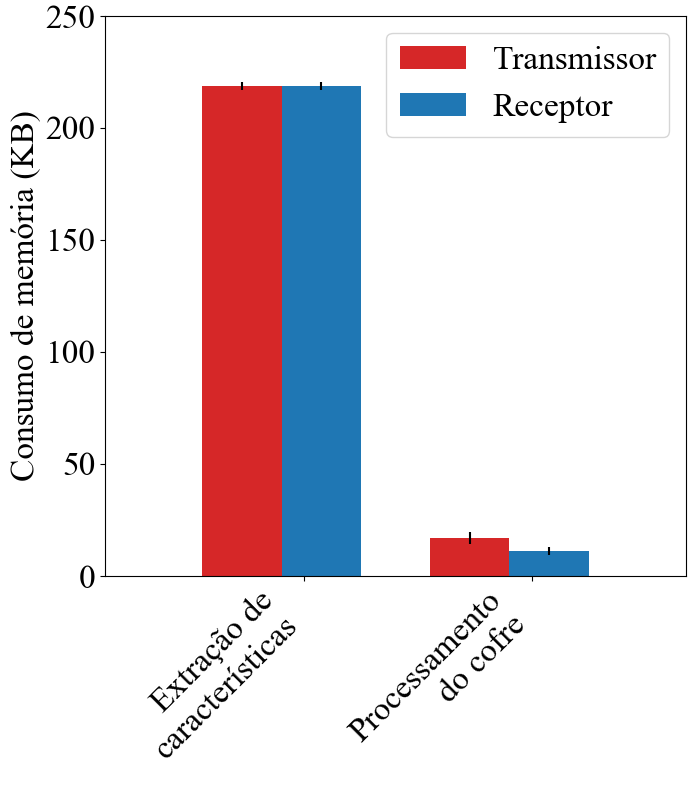 Consumo de memória (KB)
250
200
150
100
50
0
Transmissor
Receptor
Extração de
características
Processamento
do cofre